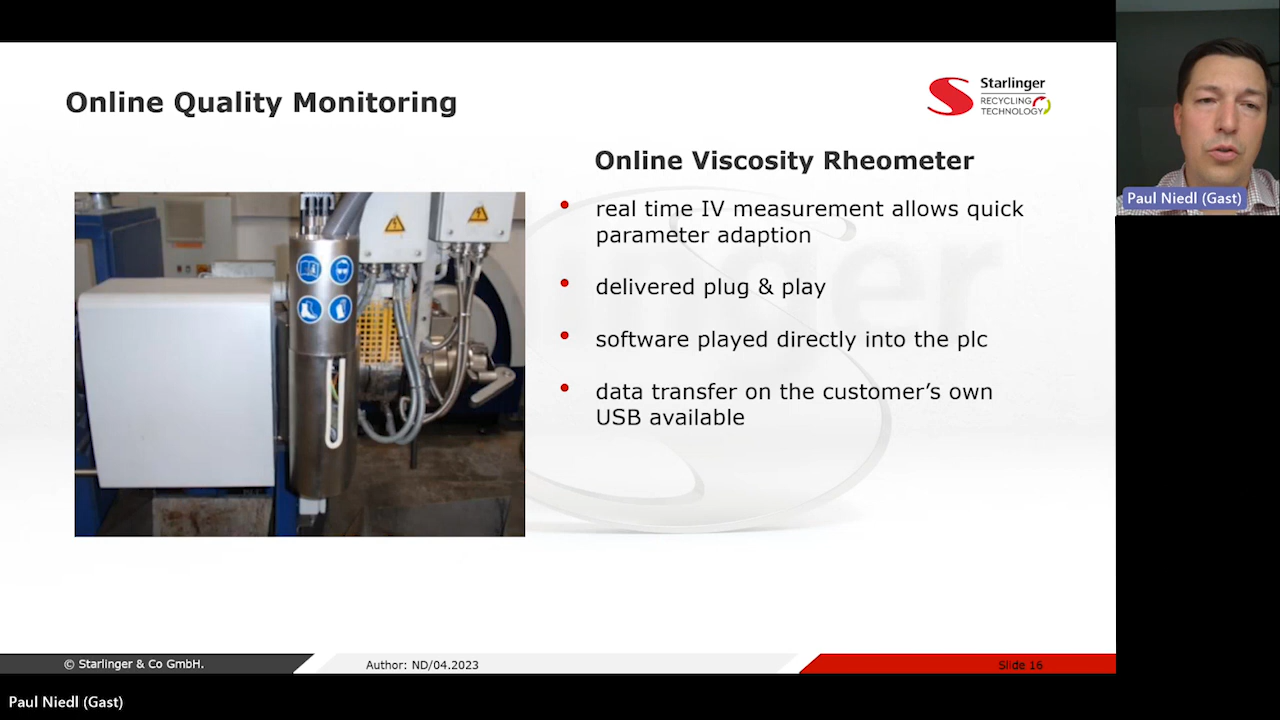 Online Quality Monitoring
Starlinger
RECYCLING
TECHNOLOGY
Online Viscosity Rheometer
• real time IV measurement allows quick
parameter adaption
• delivered plug & play
• software played directly into the plc
• data transfer on the customer’s own
USB available
Paul Niedl (Gast)
© Starlinger & Co GmbH.
Author: ND/04.2023
Slide 16
Paul Niedl (Gast)